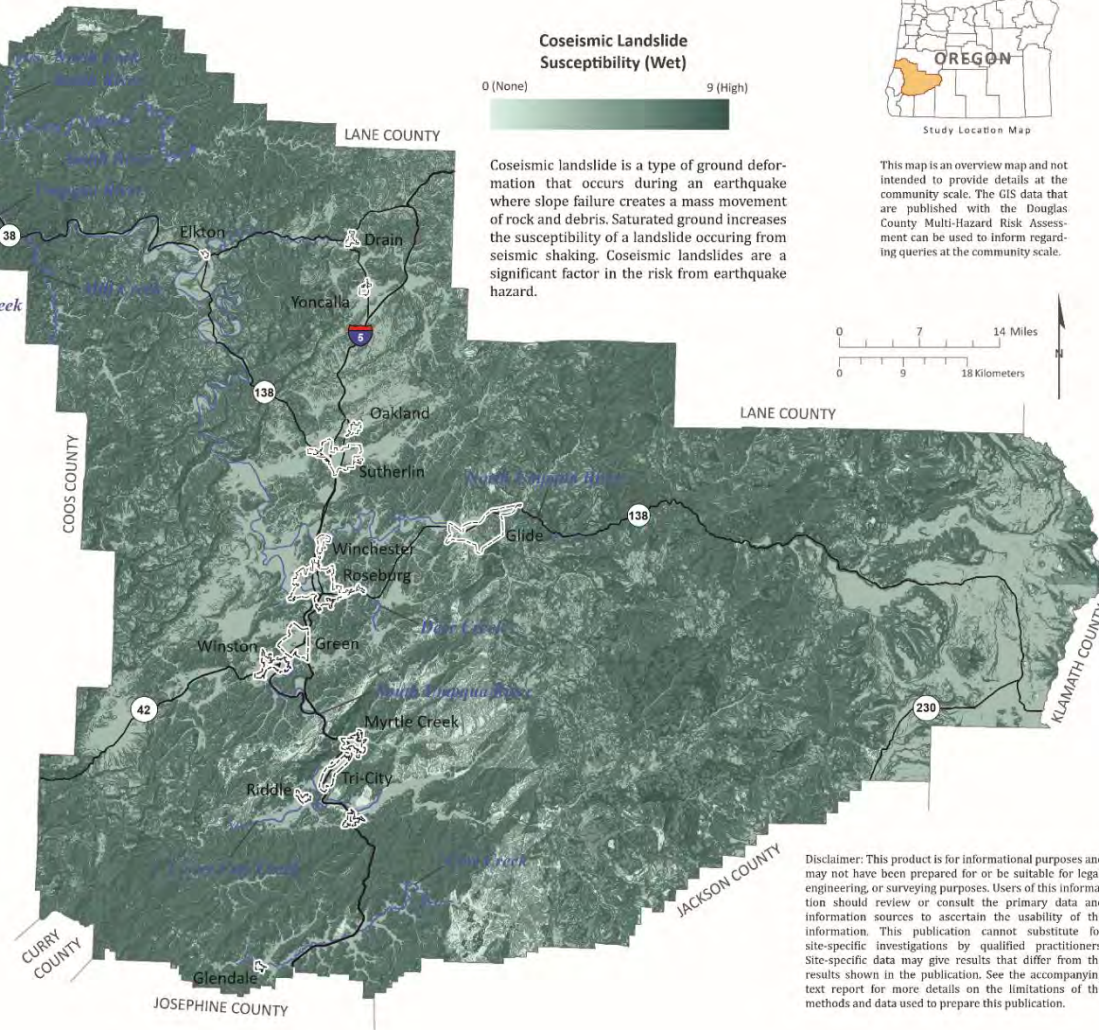 Coseismic Landslide
Susceptibility (Wet)
0 (None)
9 (High)
Coseismic landslide is a type of ground defor-
mation that occurs during an earthquake
where slope failure creates a mass movement
of rock and debris. Saturated ground increases
the susceptibility of a landslide occuring from
seismic shaking. Coseismic landslides are a
significant factor in the risk from earthquake
hazard.
OREGON
Study Location Map
This map is an overview map and not
intended to provide details at the
community scale. The GIS data that
are published with the Douglas
County Multi-Hazard Risk Assess-
ment can be used to inform regard-
ing queries at the community scale.
0 7 14 Miles
0 9 18 Kilometers
N
LANE COUNTY
LANE COUNTY
COOS COUNTY
KLAMATH COUNTY
JACKSON COUNTY
CURRY
COUNTY
JOSEPHINE COUNTY
38
Elkton
Drain
Yoncalla
5
138
Oakland
Sutherlin
North Umpqua River
138
Glide
Winchester
Roseburg
Deer Creek
Winston
Green
South Umpqua River
42
230
Myrtle Creek
Tri-City
Riddle
Glendale
Mill Creek
Umpqua River
Disclaimer: This product is for informational purposes and
may not have been prepared for or be suitable for legal
engineering, or surveying purposes. Users of this informa
tion should review or consult the primary data and
information sources to ascertain the usability of th
information. This publication cannot substitute fo
site-specific investigations by qualified practitioners
Site-specific data may give results that differ from th
results shown in the publication. See the accompanyin
text report for more details on the limitations of th
methods and data used to prepare this publication.